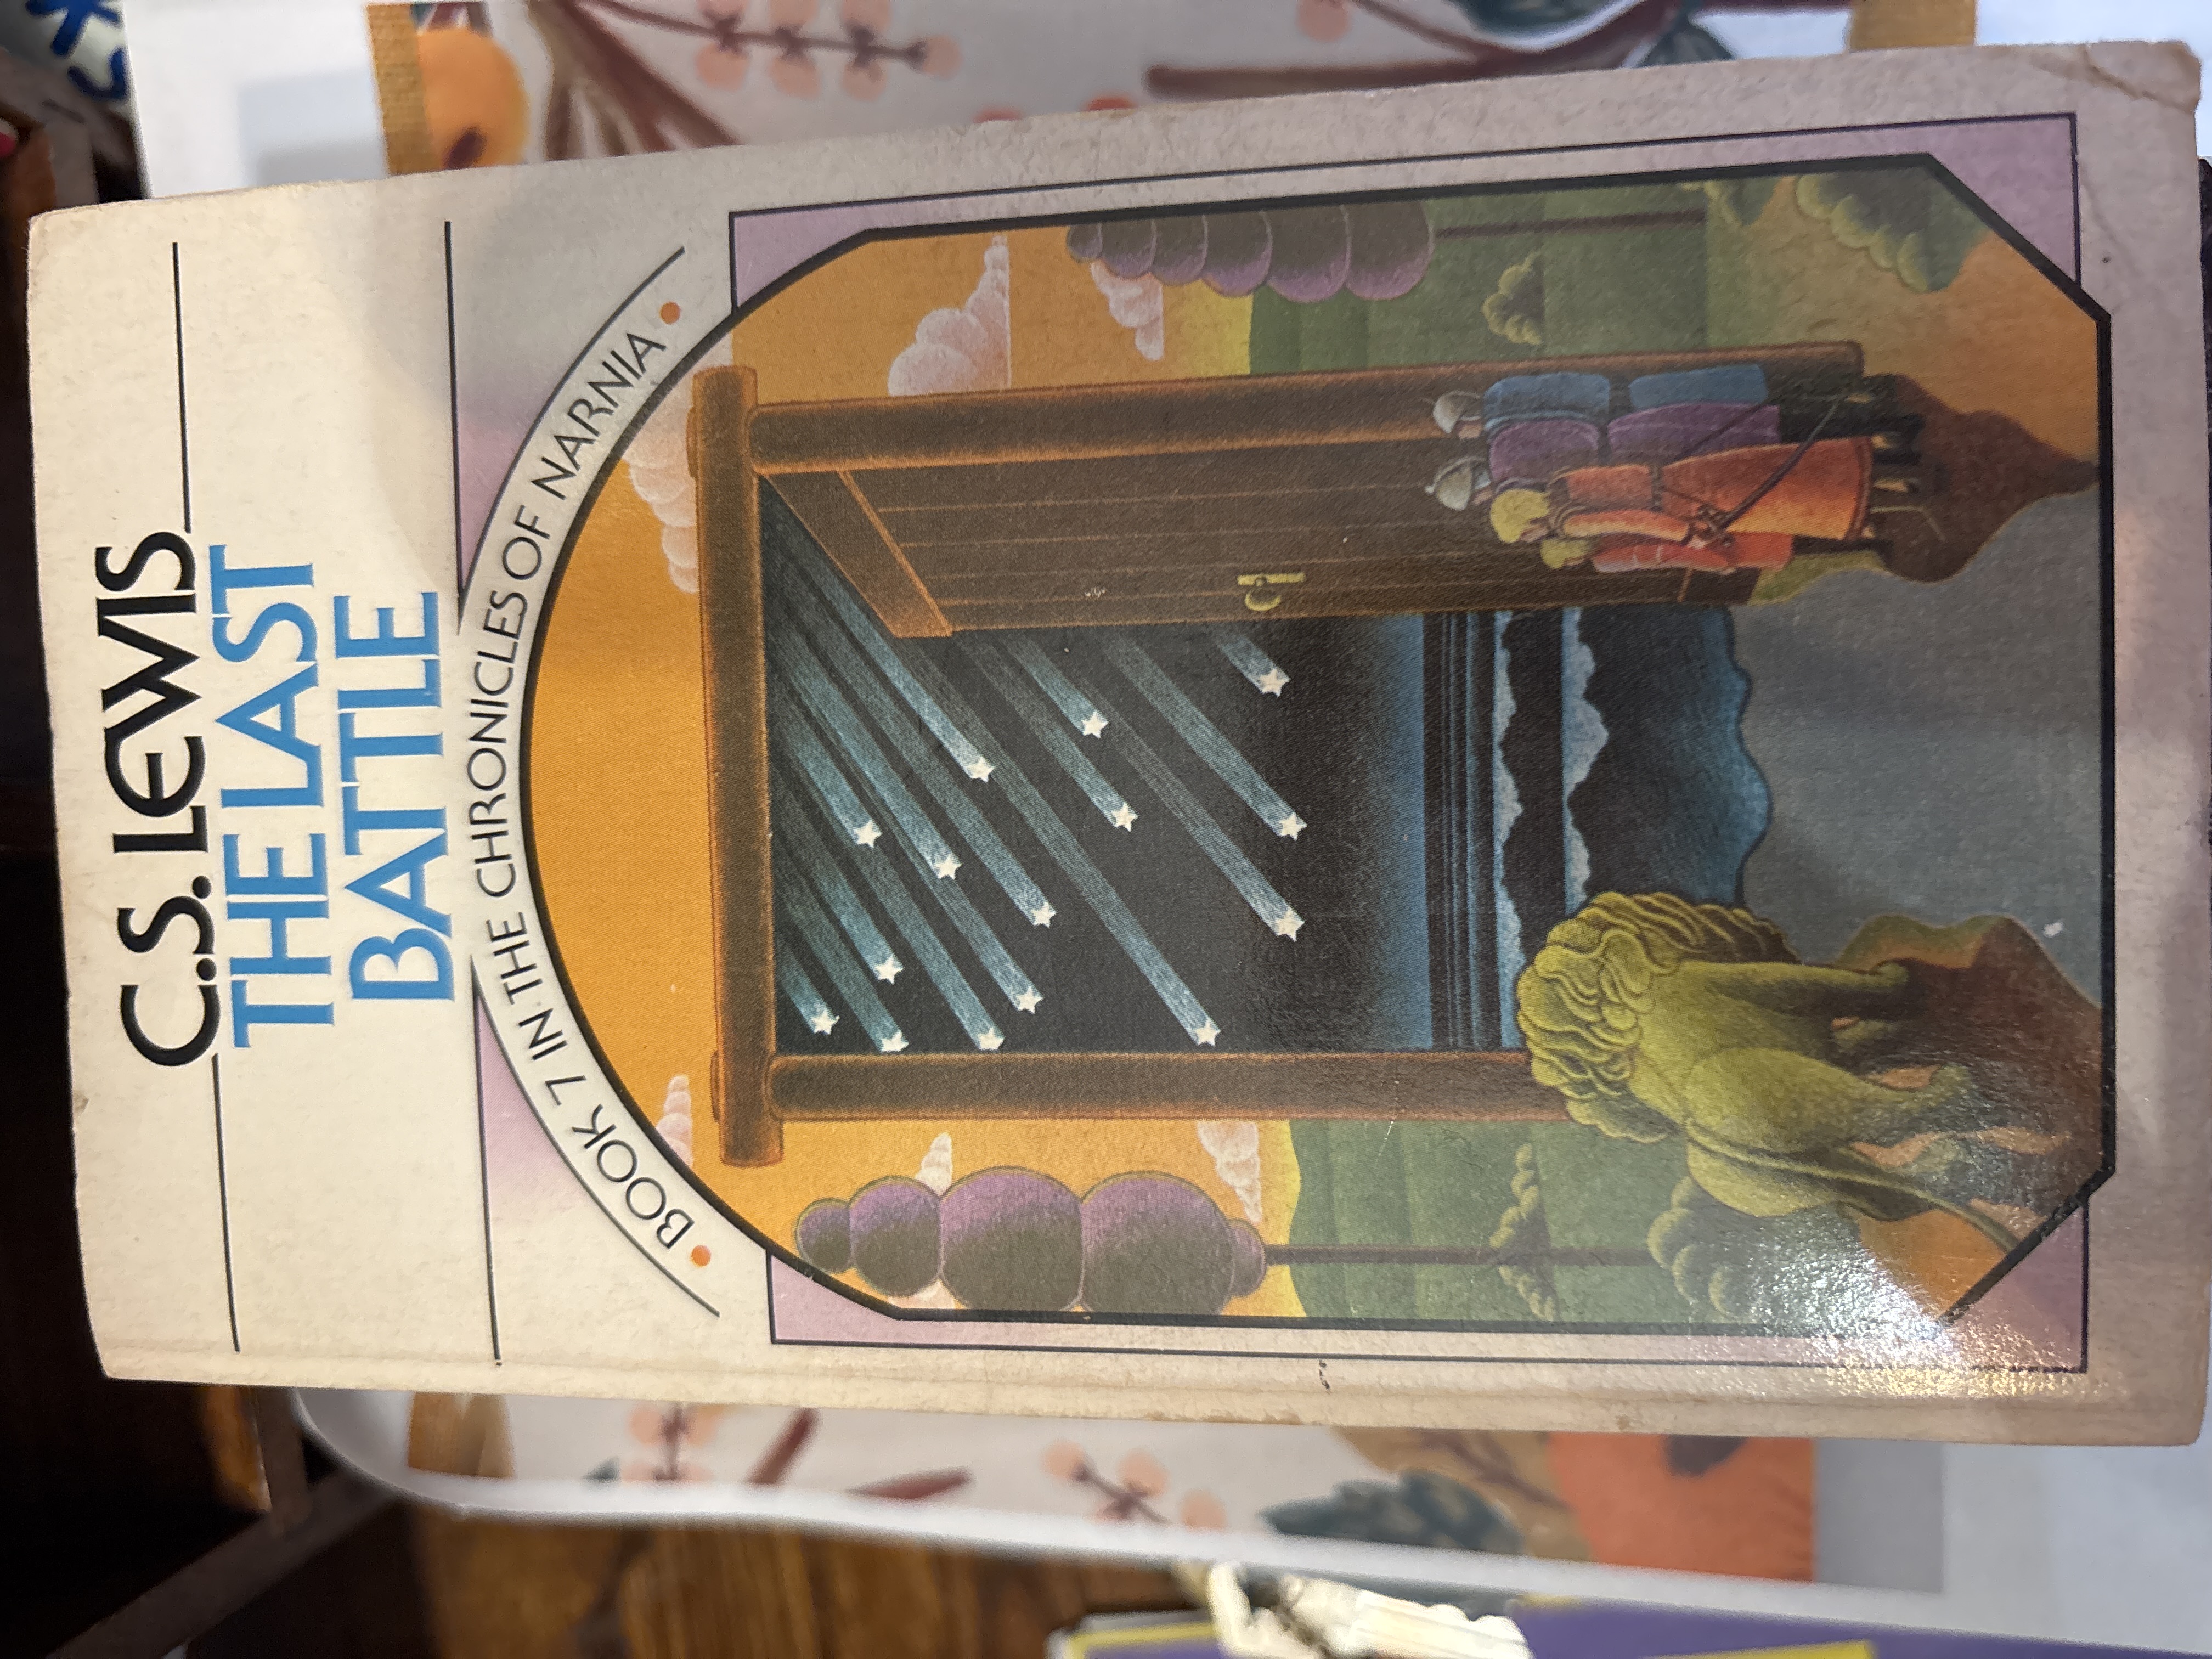 C.S. LEWIS
THE LAST
BATTLE
• BOOK 7 IN THE CHRONICLES OF NARNIA •